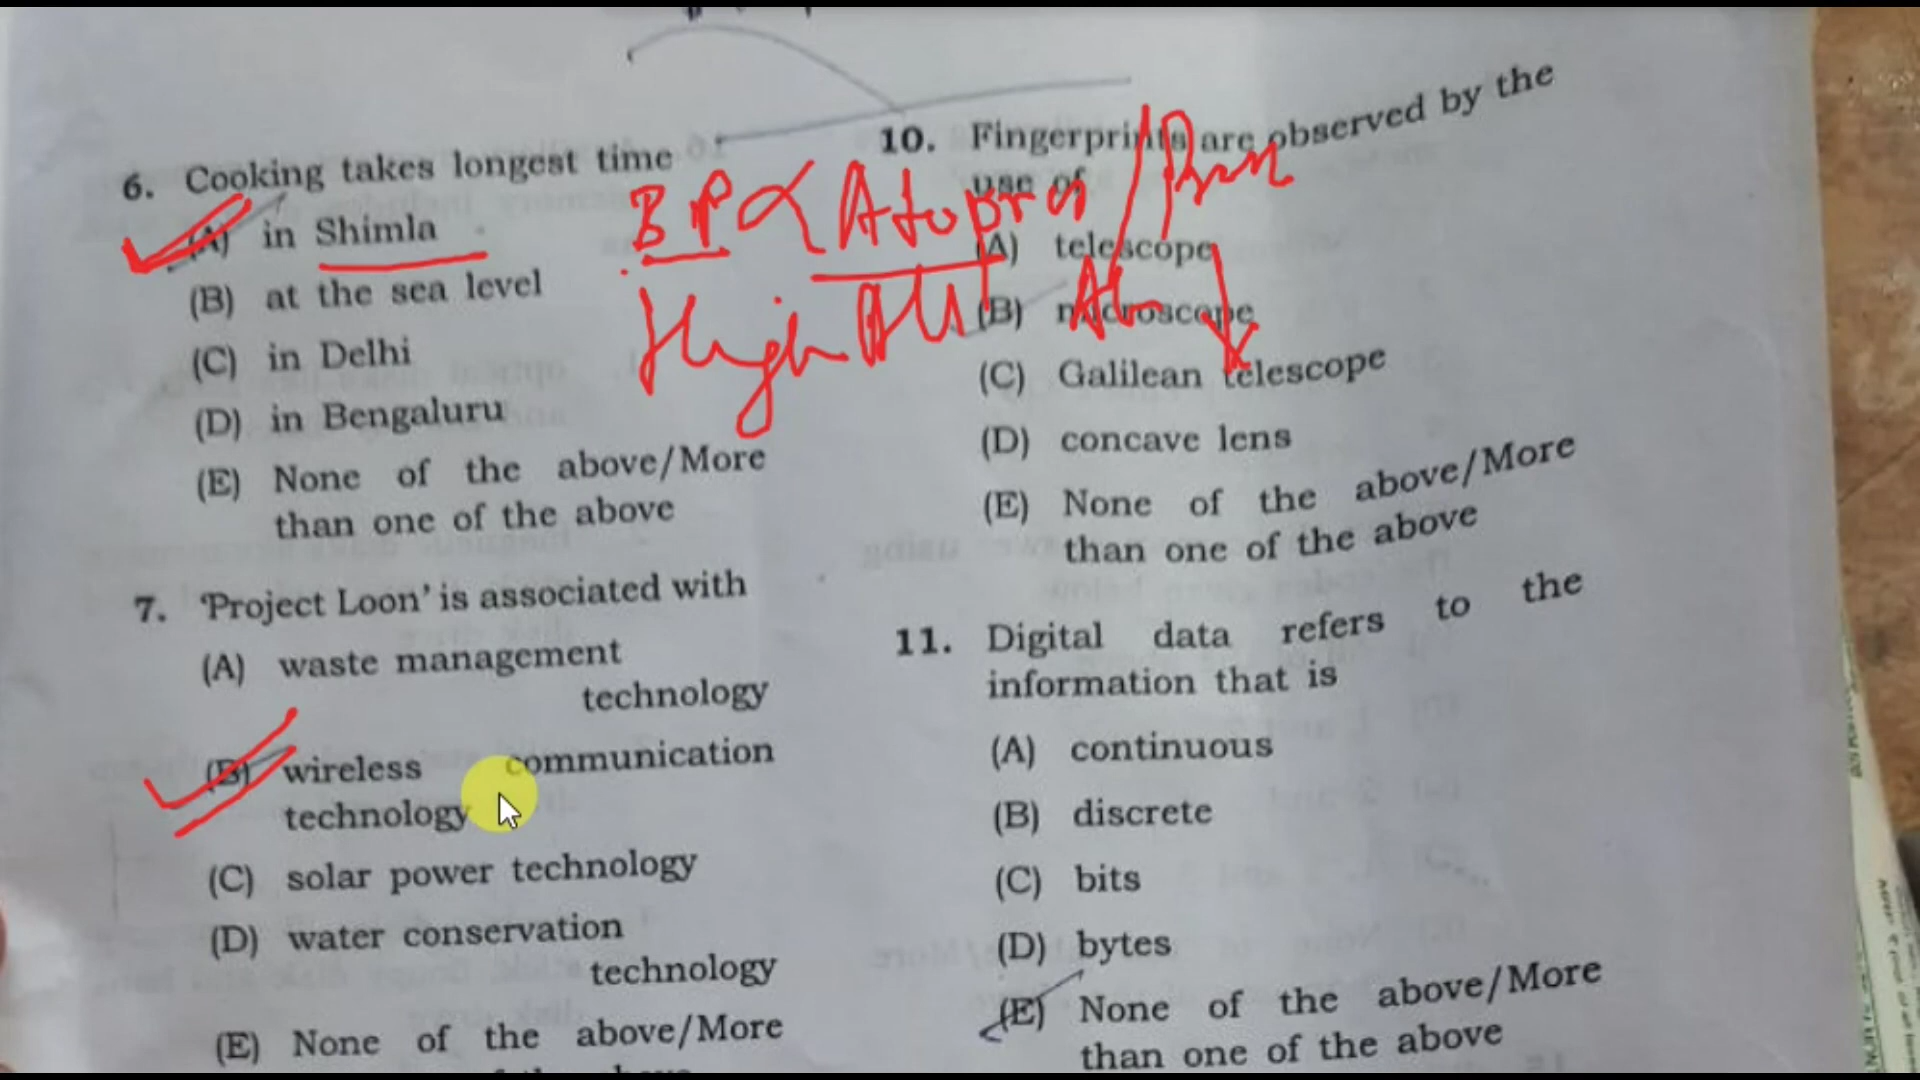 6. Cooking takes longest time
(A) in Shimla
(B) at the sea level
(C) in Delhi
(D) in Bengaluru
(E) None of the above/More
than one of the above
7. 'Project Loon' is associated with
(A) waste management
technology
(B) wireless communication
technology
(C) solar power technology
(D) water conservation
technology
(E) None of the above/More
10. Fingerprints are observed by the
use of
(A) telescope
(B) microscope
(C) Galilean telescope
(D) concave lens
(E) None of the above/More
than one of the above
11. Digital data refers to the
information that is
(A) continuous
(B) discrete
(C) bits
(D) bytes
(E) None of the above/More
than one of the above
BP ∝
High